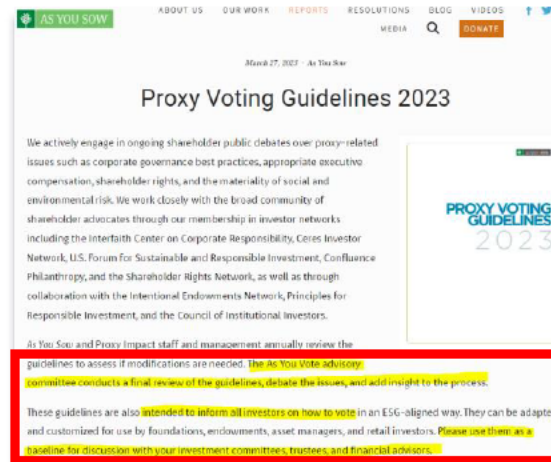 AS YOU SOW
ABOUT US OUR WORK REPORTS RESOLUTIONS BLOG VIDEOS
MEDIA DONATE
March 27, 2023 · As You Sow
Proxy Voting Guidelines 2023
We actively engage in ongoing shareholder public debates over proxy-related
issues such as corporate governance best practices, appropriate executive
compensation, shareholder rights, and the materiality of social and
environmental risk. We work closely with the broad community of
shareholder advocates through our membership in investor networks
including the Interfaith Center on Corporate Responsibility, Ceres Investor
Network, U.S. Forum for Sustainable and Responsible Investment, Confluence
Philanthropy, and the Shareholder Rights Network, as well as through
collaboration with the Intentional Endowments Network, Principles for
Responsible Investment, and the Council of Institutional Investors.
PROXY VOTING
GUIDELINES
2023
As You Sow and Proxy Impact staff and management annually review the
guidelines to assess if modifications are needed. The As You Vote advisory
committee conducts a final review of the guidelines, debate the issues, and add insight to the process.
These guidelines are also intended to inform all investors on how to vote in an ESG-aligned way. They can be adapte
and customized for use by foundations, endowments, asset managers, and retail investors. Please use them as a
baseline for discussion with your investment committees, trustees, and financial advisors.